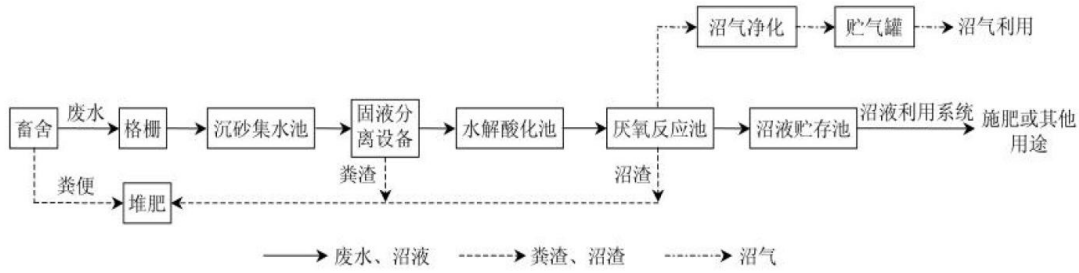 沼气净化
贮气罐
沼气利用
畜舍
废水
格栅
沉砂集水池
固液分
离设备
水解酸化池
厌氧反应池
沼液贮存池
沼液利用系统
施肥或其他
用途
粪便
堆肥
粪渣
沼渣
废水、沼液
粪渣、沼渣
沼气